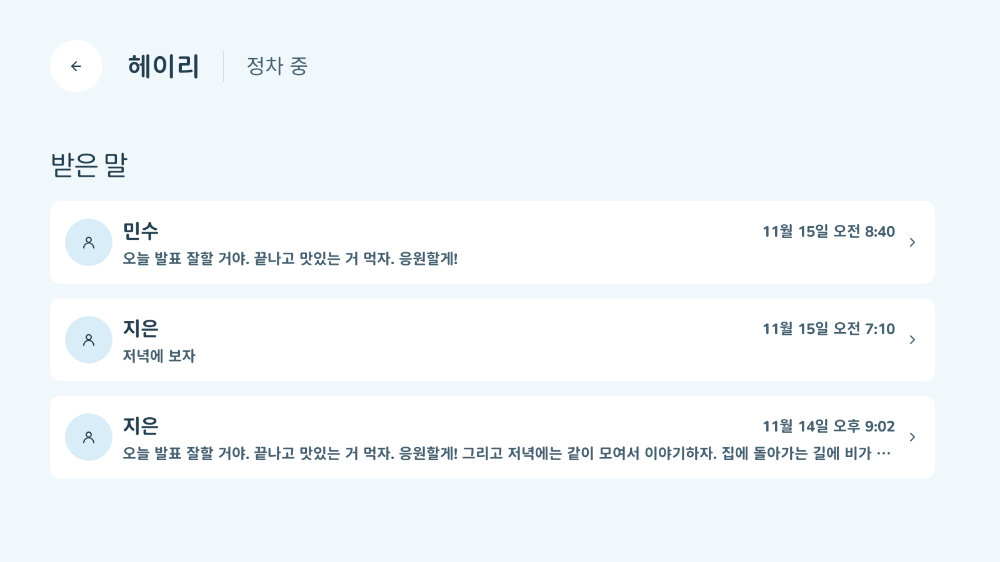 헤이리
정차 중
받은 말
민수
11월 15일 오전 8:40
오늘 발표 잘할 거야. 끝나고 맛있는 거 먹자. 응원할게!
지은
11월 15일 오전 7:10
저녁에 보자
지은
11월 14일 오후 9:02
오늘 발표 잘할 거야. 끝나고 맛있는 거 먹자. 응원할게! 그리고 저녁에는 같이 모여서 이야기하자. 집에 돌아가는 길에 비가 …